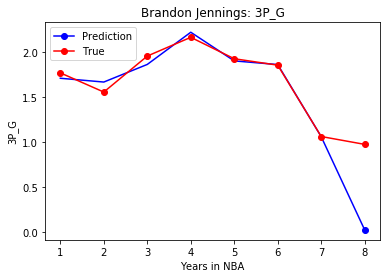 Brandon Jennings: 3P_G
Prediction
True
3P_G
2.0
1.5
1.0
0.5
0.0
1 2 3 4 5 6 7 8
Years in NBA